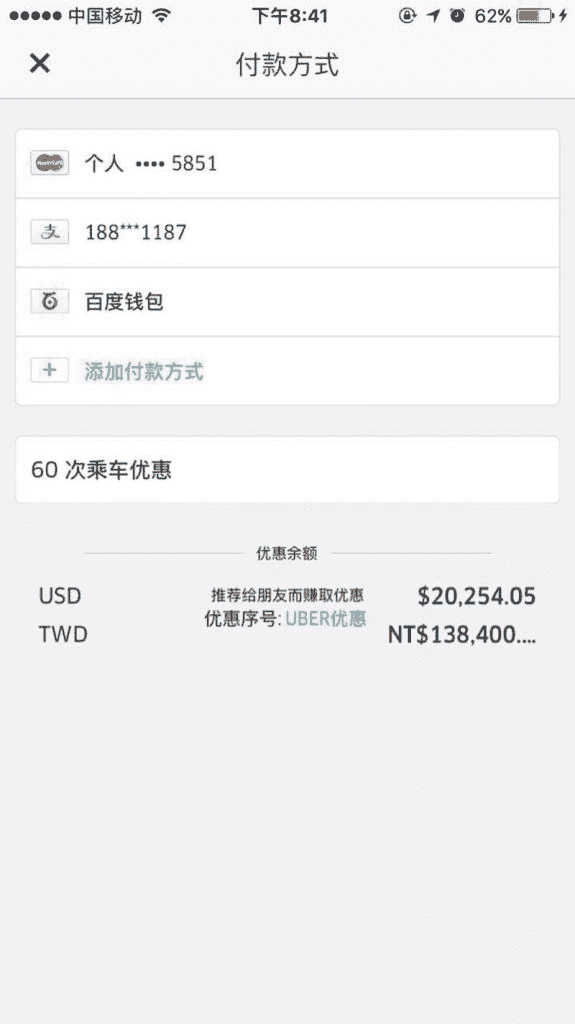 中国移动 下午8:41 62%
付款方式
个人 •••• 5851
支 188***1187
百度钱包
+ 添加付款方式
60 次乘车优惠
优惠余额
USD 推荐给朋友而赚取优惠 $20,254.05
优惠序号: UBER优惠
TWD NT$138,400....